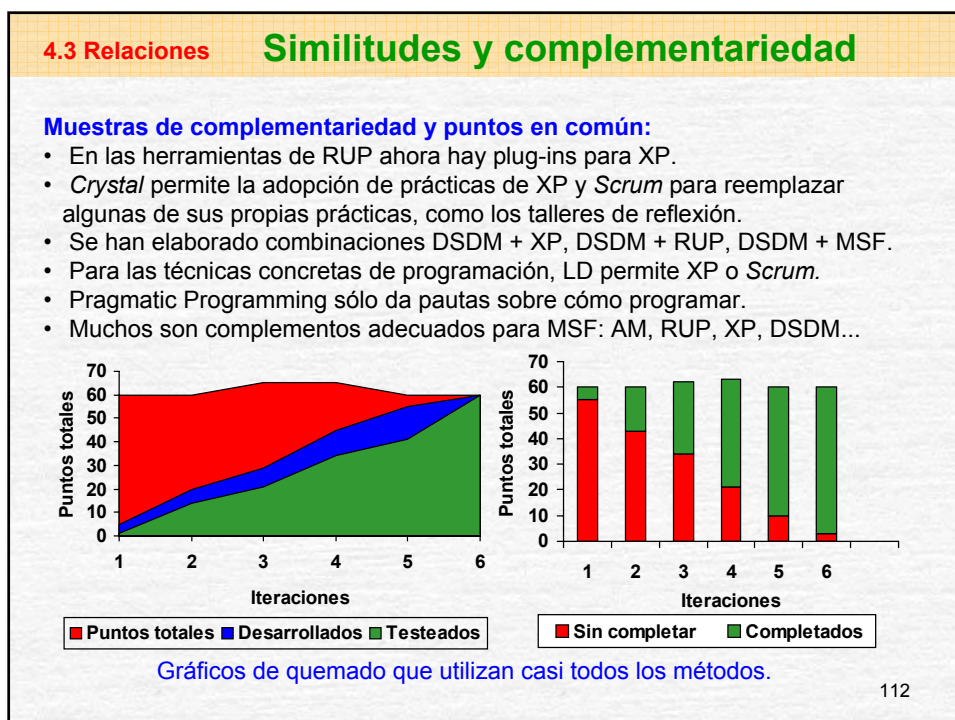 4.3 Relaciones Similitudes y complementariedad
Muestras de complementariedad y puntos en común:
• En las herramientas de RUP ahora hay plug-ins para XP.
• Crystal permite la adopción de prácticas de XP y Scrum para reemplazar
algunas de sus propias prácticas, como los talleres de reflexión.
• Se han elaborado combinaciones DSDM + XP, DSDM + RUP, DSDM + MSF.
• Para las técnicas concretas de programación, LD permite XP o Scrum.
• Pragmatic Programming sólo da pautas sobre cómo programar.
• Muchos son complementos adecuados para MSF: AM, RUP, XP, DSDM...
Puntos totales
70
60
50
40
30
20
10
0
1 2 3 4 5 6
Iteraciones
Puntos totales Desarrollados Testeados
Puntos totales
70
60
50
40
30
20
10
0
1 2 3 4 5 6
Iteraciones
Sin completar Completados
Gráficos de quemado que utilizan casi todos los métodos.
112